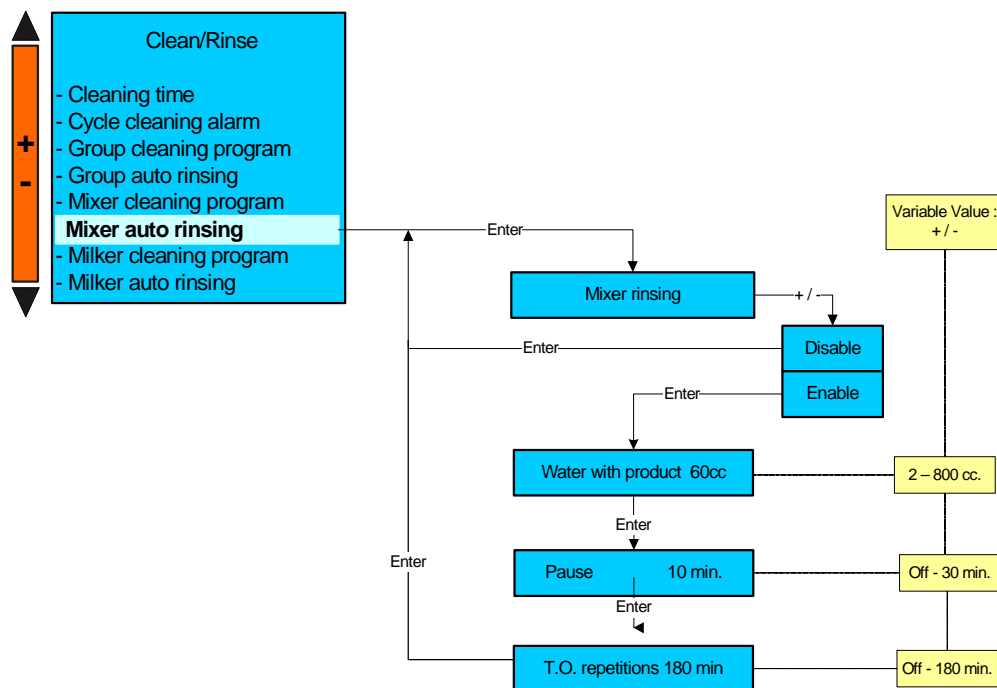 Clean/Rinse
- Cleaning time
- Cycle cleaning alarm
- Group cleaning program
- Group auto rinsing
- Mixer cleaning program
Mixer auto rinsing
- Milker cleaning program
- Milker auto rinsing
+
-
Enter
Variable Value :
+ / -
Mixer rinsing
+ / -
Enter
Disable
Enable
Enter
Water with product 60cc
2 – 800 cc.
Enter
Enter
Pause 10 min.
Off - 30 min.
Enter
T.O. repetitions 180 min
Off - 180 min.